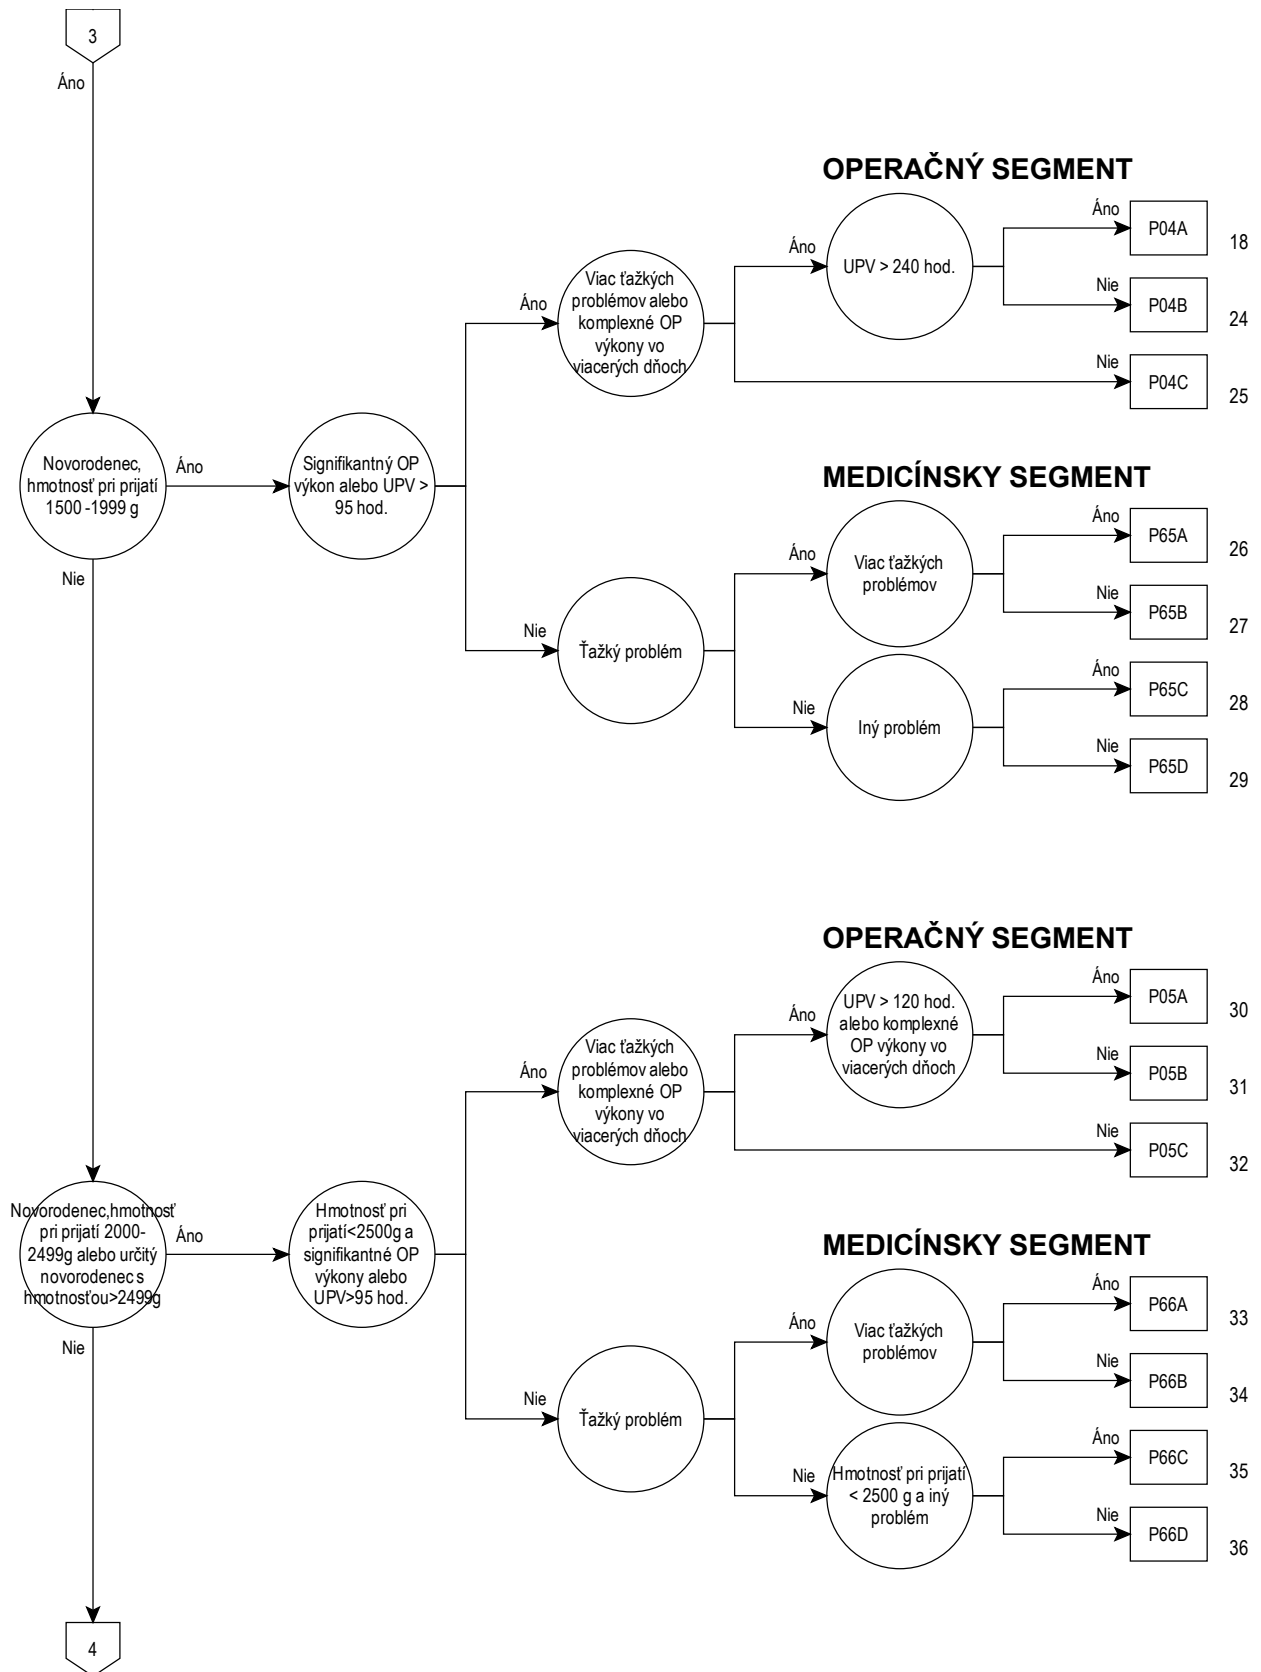 3
Áno
OPERAČNÝ SEGMENT
Áno
P04A
18
Áno
UPV > 240 hod.
Viac ťažkých
problémov alebo
komplexné OP
výkony vo
viacerých dňoch
Áno
Nie
P04B
24
Nie
P04C
25
Novorodenec,
hmotnosť pri prijatí
1500 -1999 g
Áno
Signifikantný OP
výkon alebo UPV >
95 hod.
Nie
MEDICÍNSKY SEGMENT
Áno
P65A
26
Áno
Viac ťažkých
problémov
Nie
P65B
27
Nie
Ťažký problém
Áno
P65C
28
Nie
Iný problém
Nie
P65D
29
OPERAČNÝ SEGMENT
Áno
P05A
30
Áno
UPV > 120 hod.
alebo komplexné
OP výkony vo
viacerých dňoch
Viac ťažkých
problémov alebo
komplexné OP
výkony vo
viacerých dňoch
Áno
Nie
P05B
31
Nie
P05C
32
Novorodenec,hmotnosť
pri prijatí 2000-
2499g alebo určitý
novorodenec s
hmotnosťou>2499g
Áno
Hmotnosť pri
prijatí<2500g a
signifikantné OP
výkony alebo
UPV>95 hod.
Nie
MEDICÍNSKY SEGMENT
Áno
P66A
33
Áno
Viac ťažkých
problémov
Nie
P66B
34
Nie
Ťažký problém
Áno
P66C
35
Nie
Hmotnosť pri prijatí
< 2500 g a iný
problém
Nie
P66D
36
4